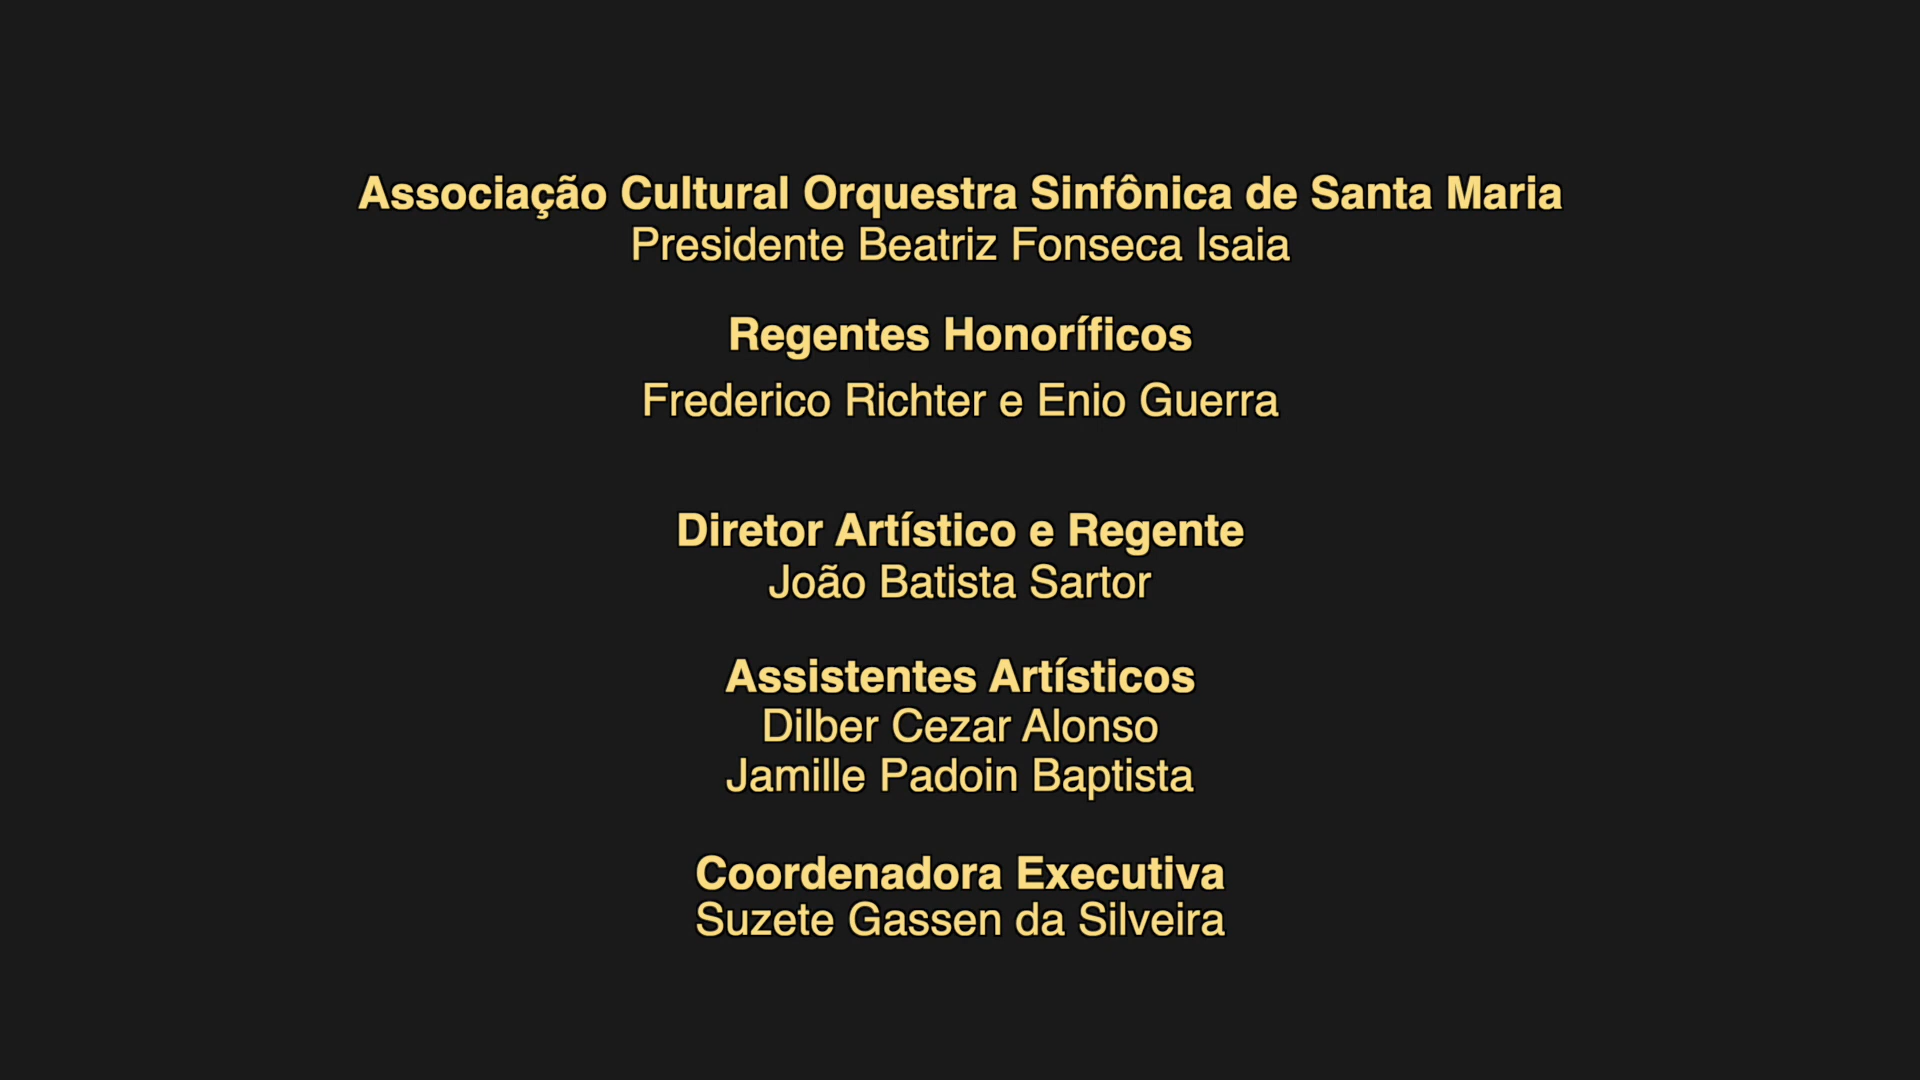 Associação Cultural Orquestra Sinfônica de Santa Maria
Presidente Beatriz Fonseca Isaia
Regentes Honoríficos
Frederico Richter e Enio Guerra
Diretor Artístico e Regente
João Batista Sartor
Assistentes Artísticos
Dilber Cezar Alonso
Jamille Padoin Baptista
Coordenadora Executiva
Suzete Gassen da Silveira